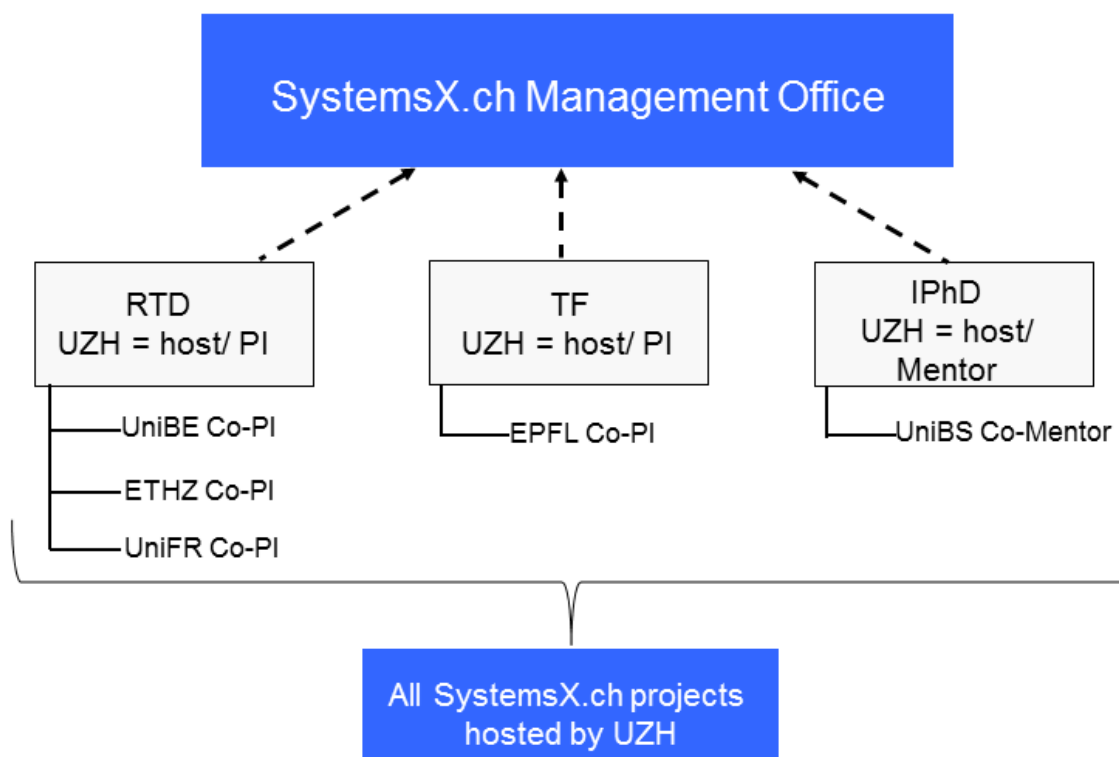 SystemsX.ch Management Office
RTD
UZH = host/ PI
TF
UZH = host/ PI
IPhD
UZH = host/
Mentor
UniBE Co-PI
ETHZ Co-PI
UniFR Co-PI
EPFL Co-PI
UniBS Co-Mentor
All SystemsX.ch projects
hosted by UZH